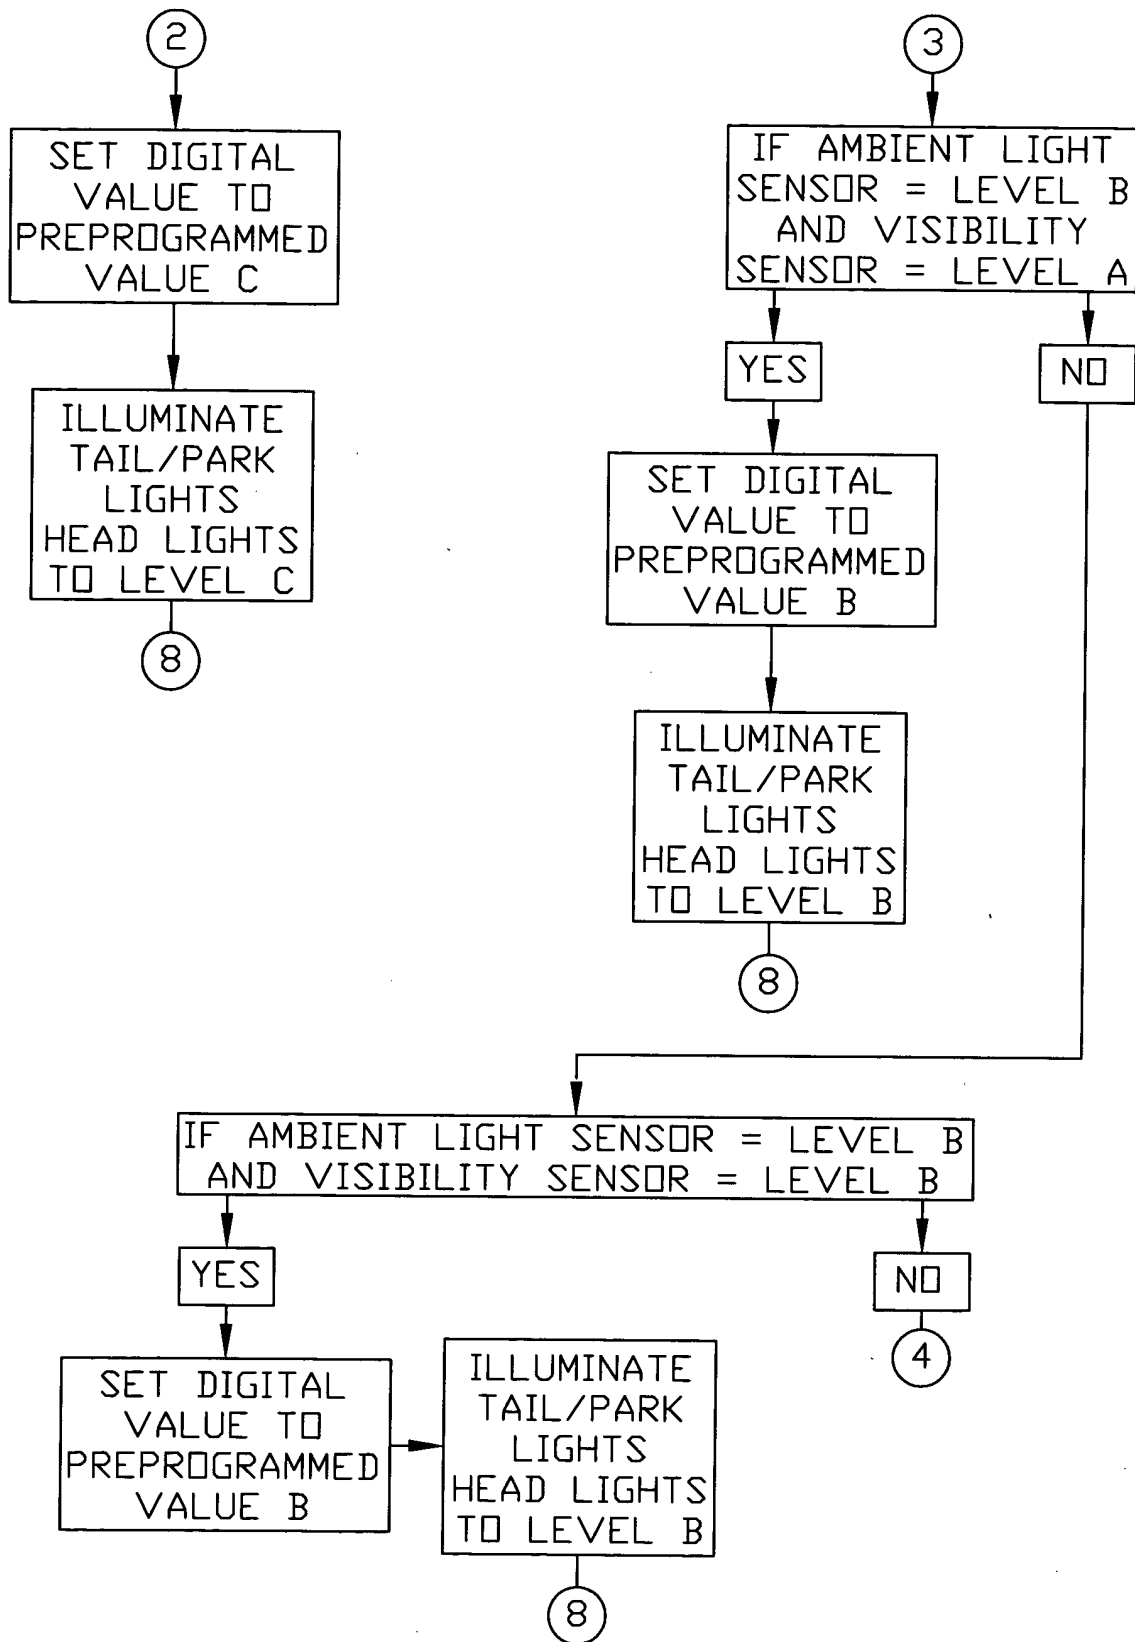 2
SET DIGITAL
VALUE TO
PREPROGRAMMED
VALUE C
ILLUMINATE
TAIL/PARK
LIGHTS
HEAD LIGHTS
TO LEVEL C
8
3
IF AMBIENT LIGHT
SENSOR = LEVEL B
AND VISIBILITY
SENSOR = LEVEL A
YES
NO
SET DIGITAL
VALUE TO
PREPROGRAMMED
VALUE B
ILLUMINATE
TAIL/PARK
LIGHTS
HEAD LIGHTS
TO LEVEL B
8
IF AMBIENT LIGHT SENSOR = LEVEL B
AND VISIBILITY SENSOR = LEVEL B
YES
NO
4
SET DIGITAL
VALUE TO
PREPROGRAMMED
VALUE B
ILLUMINATE
TAIL/PARK
LIGHTS
HEAD LIGHTS
TO LEVEL B
8